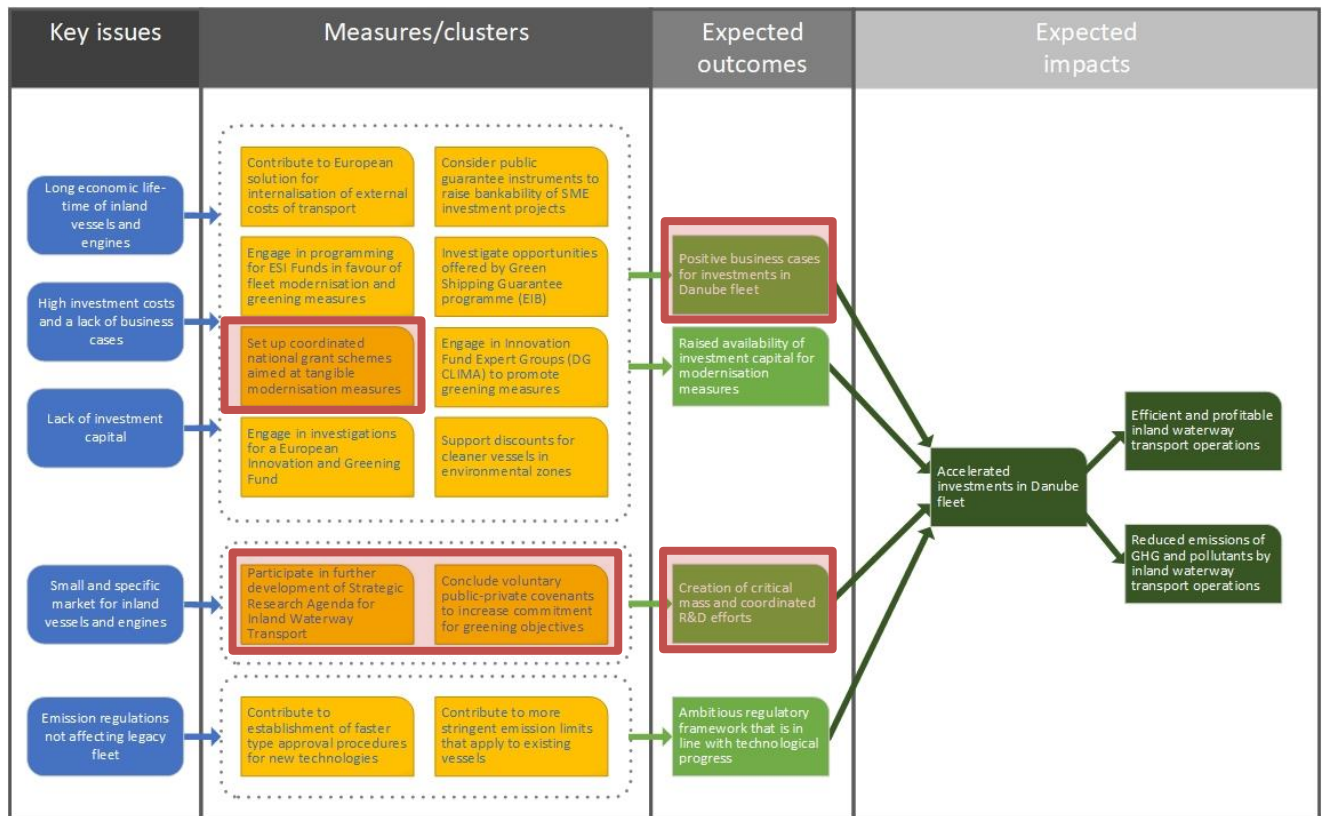 Key issues
Measures/clusters
Expected
outcomes
Expected
impacts
Long economic life-
time of inland
vessels and
engines
High investment costs
and a lack of business
cases
Lack of investment
capital
Small and specific
market for inland
vessels and engines
Emission regulations
not affecting legacy
fleet
Contribute to European
solution for
internalisation of external
costs of transport
Consider public
guarantee instruments to
raise bankability of SME
investment projects
Engage in programming
for ESI Funds in favour of
fleet modernisation and
greening measures
Investigate opportunities
offered by Green
Shipping Guarantee
programme (EIB)
Set up coordinated
national grant schemes
aimed at tangible
modernisation measures
Engage in Innovation
Fund Expert Groups (DG
CLIMA) to promote
greening measures
Engage in investigations
for a European
Innovation and Greening
Fund
Support discounts for
cleaner vessels in
environmental zones
Participate in further
development of Strategic
Research Agenda for
Inland Waterway
Transport
Conclude voluntary
public-private covenants
to increase commitment
for greening objectives
Contribute to
establishment of faster
type approval procedures
for new technologies
Contribute to more
stringent emission limits
that apply to existing
vessels
Positive business cases
for investments in
Danube fleet
Raised availability of
investment capital for
modernisation
measures
Creation of critical
mass and coordinated
R&D efforts
Ambitious regulatory
framework that is in
line with technological
progress
Accelerated
investments in Danube
fleet
Efficient and profitable
inland waterway
transport operations
Reduced emissions of
GHG and pollutants by
inland waterway
transport operations